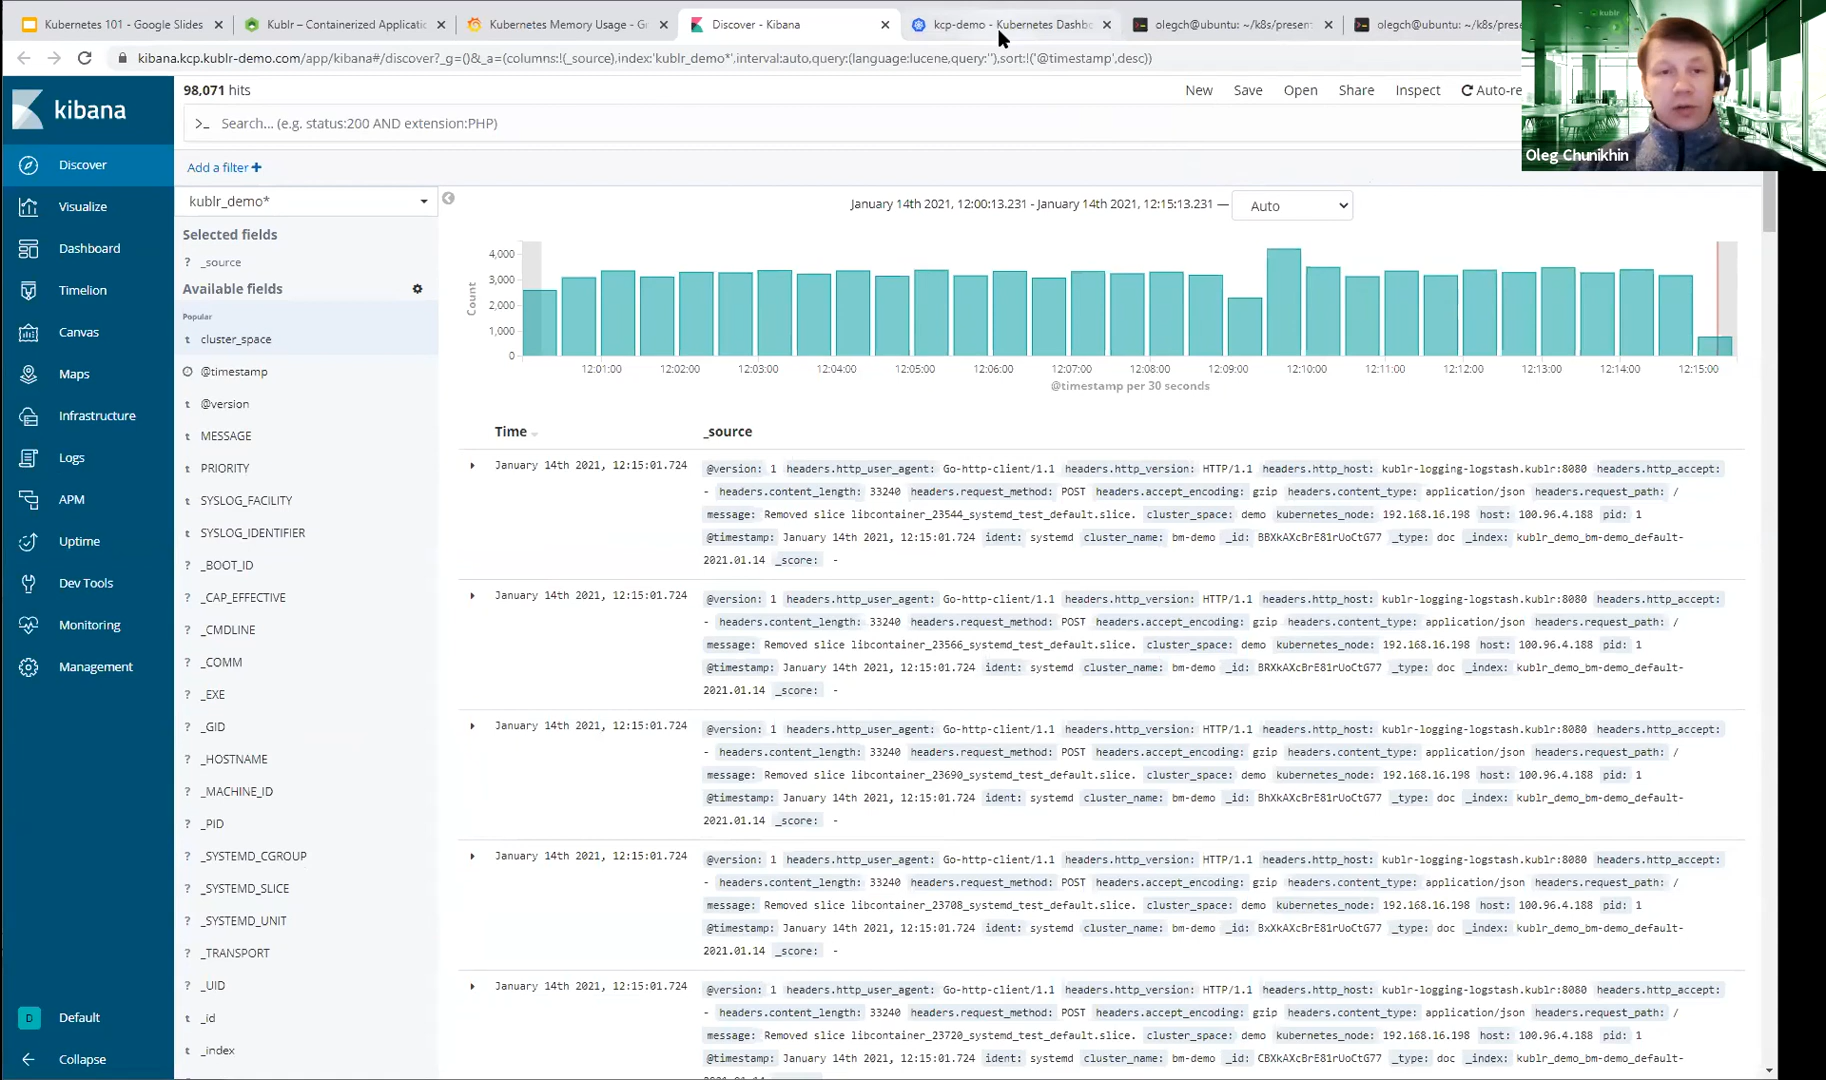 Kubernetes 101 - Google Slides
Kublr – Containerized Applicatio
Kubernetes Memory Usage - Gr
Discover - Kibana
kcp-demo - Kubernetes Dashbo
olegch@ubuntu: ~/k8s/presen
olegch@ubuntu: ~/k8s/prese
kibana.kcp.kublr-demo.com/app/kibana#/discover?_g=()&_a=(columns:!(_source),index:'kublr_demo*',interval:auto,query:(language:lucene,query:''),sort:!('@timestamp',desc))
Oleg Chunikhin
kibana
Discover
Visualize
Dashboard
Timelion
Canvas
Maps
Infrastructure
Logs
APM
Uptime
Dev Tools
Monitoring
Management
D Default
Collapse
98,071 hits
New Save Open Share Inspect Auto-re
>_ Search... (e.g. status:200 AND extension:PHP)
Add a filter +
kublr_demo*
Selected fields
? _source
Available fields
Popular
t cluster_space
@timestamp
t @version
t MESSAGE
t PRIORITY
t SYSLOG_FACILITY
t SYSLOG_IDENTIFIER
? _BOOT_ID
? _CAP_EFFECTIVE
? _CMDLINE
? _COMM
? _EXE
? _GID
? _HOSTNAME
? _MACHINE_ID
? _PID
? _SYSTEMD_CGROUP
? _SYSTEMD_SLICE
? _SYSTEMD_UNIT
? _TRANSPORT
? _UID
? _id
? _index
January 14th 2021, 12:00:13.231 - January 14th 2021, 12:15:13.231 — Auto
Count
4,000
3,000
2,000
1,000
0
12:01:00 12:02:00 12:03:00 12:04:00 12:05:00 12:06:00 12:07:00 12:08:00 12:09:00 12:10:00 12:11:00 12:12:00 12:13:00 12:14:00 12:15:00
@timestamp per 30 seconds
Time _source
January 14th 2021, 12:15:01.724 @version: 1 headers.http_user_agent: Go-http-client/1.1 headers.http_version: HTTP/1.1 headers.http_host: kublr-logging-logstash.kublr:8080 headers.http_accept:
- headers.content_length: 33240 headers.request_method: POST headers.accept_encoding: gzip headers.content_type: application/json headers.request_path: /
message: Removed slice libcontainer_23544_systemd_test_default.slice. cluster_space: demo kubernetes_node: 192.168.16.198 host: 100.96.4.188 pid: 1
@timestamp: January 14th 2021, 12:15:01.724 ident: systemd cluster_name: bm-demo _id: BBXkAXcBrE81rUoCtG77 _type: doc _index: kublr_demo_bm-demo_default-
2021.01.14 _score: -
January 14th 2021, 12:15:01.724 @version: 1 headers.http_user_agent: Go-http-client/1.1 headers.http_version: HTTP/1.1 headers.http_host: kublr-logging-logstash.kublr:8080 headers.http_accept:
- headers.content_length: 33240 headers.request_method: POST headers.accept_encoding: gzip headers.content_type: application/json headers.request_path: /
message: Removed slice libcontainer_23566_systemd_test_default.slice. cluster_space: demo kubernetes_node: 192.168.16.198 host: 100.96.4.188 pid: 1
@timestamp: January 14th 2021, 12:15:01.724 ident: systemd cluster_name: bm-demo _id: BRXkAXcBrE81rUoCtG77 _type: doc _index: kublr_demo_bm-demo_default-
2021.01.14 _score: -
January 14th 2021, 12:15:01.724 @version: 1 headers.http_user_agent: Go-http-client/1.1 headers.http_version: HTTP/1.1 headers.http_host: kublr-logging-logstash.kublr:8080 headers.http_accept:
- headers.content_length: 33240 headers.request_method: POST headers.accept_encoding: gzip headers.content_type: application/json headers.request_path: /
message: Removed slice libcontainer_23690_systemd_test_default.slice. cluster_space: demo kubernetes_node: 192.168.16.198 host: 100.96.4.188 pid: 1
@timestamp: January 14th 2021, 12:15:01.724 ident: systemd cluster_name: bm-demo _id: BhXkAXcBrE81rUoCtG77 _type: doc _index: kublr_demo_bm-demo_default-
2021.01.14 _score: -
January 14th 2021, 12:15:01.724 @version: 1 headers.http_user_agent: Go-http-client/1.1 headers.http_version: HTTP/1.1 headers.http_host: kublr-logging-logstash.kublr:8080 headers.http_accept:
- headers.content_length: 33240 headers.request_method: POST headers.accept_encoding: gzip headers.content_type: application/json headers.request_path: /
message: Removed slice libcontainer_23708_systemd_test_default.slice. cluster_space: demo kubernetes_node: 192.168.16.198 host: 100.96.4.188 pid: 1
@timestamp: January 14th 2021, 12:15:01.724 ident: systemd cluster_name: bm-demo _id: BxXkAXcBrE81rUoCtG77 _type: doc _index: kublr_demo_bm-demo_default-
2021.01.14 _score: -
January 14th 2021, 12:15:01.724 @version: 1 headers.http_user_agent: Go-http-client/1.1 headers.http_version: HTTP/1.1 headers.http_host: kublr-logging-logstash.kublr:8080 headers.http_accept:
- headers.content_length: 33240 headers.request_method: POST headers.accept_encoding: gzip headers.content_type: application/json headers.request_path: /
message: Removed slice libcontainer_23720_systemd_test_default.slice. cluster_space: demo kubernetes_node: 192.168.16.198 host: 100.96.4.188 pid: 1
@timestamp: January 14th 2021, 12:15:01.724 ident: systemd cluster_name: bm-demo _id: CBXkAXcBrE81rUoCtG77 _type: doc _index: kublr_demo_bm-demo_default-